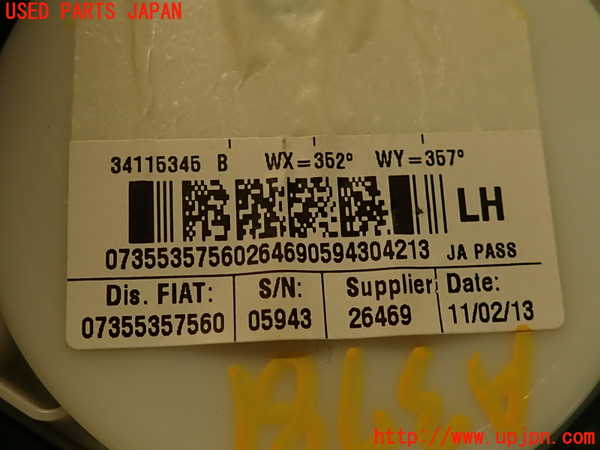 USED PARTS JAPAN
34115345 B WX=352° WY=357°
LH
07355357560264690594304213 JA PASS
Dis. FIAT: S/N: Supplier: Date:
07355357560 05943 26469 11/02/13
http://www.upjpn.com/